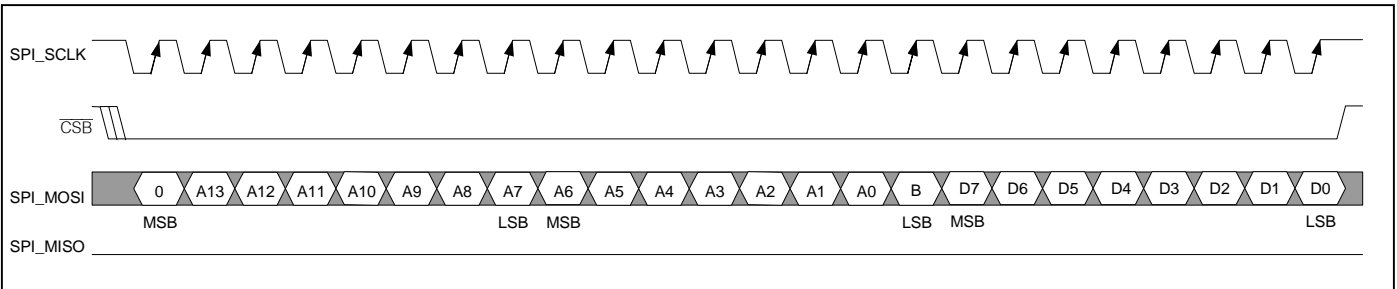 SPI_SCLK
CSB
SPI_MOSI 0 A13 A12 A11 A10 A9 A8 A7 A6 A5 A4 A3 A2 A1 A0 B D7 D6 D5 D4 D3 D2 D1 D0
MSB LSB MSB LSB MSB LSB
SPI_MISO